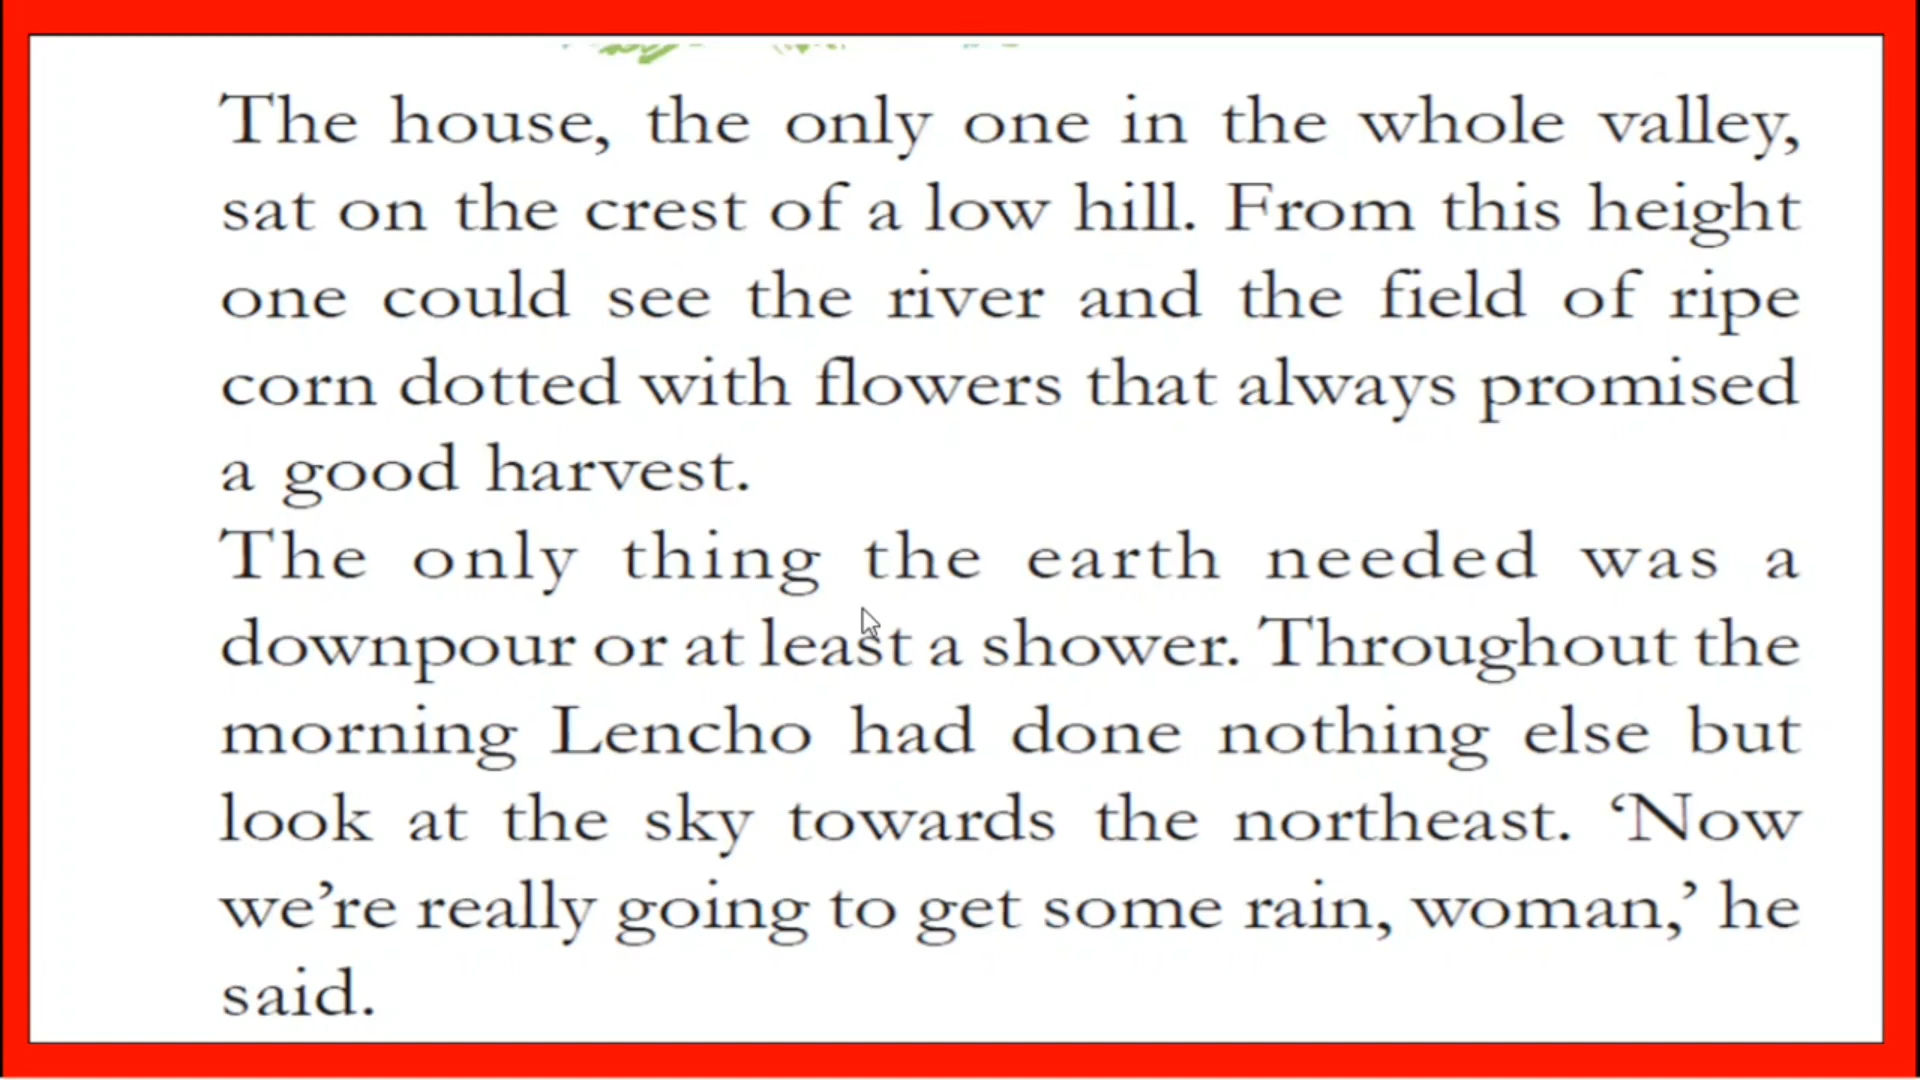 The house, the only one in the whole valley,
sat on the crest of a low hill. From this height
one could see the river and the field of ripe
corn dotted with flowers that always promised
a good harvest.
The only thing the earth needed was a
downpour or at least a shower. Throughout the
morning Lencho had done nothing else but
look at the sky towards the northeast. ‘Now
we’re really going to get some rain, woman,’ he
said.